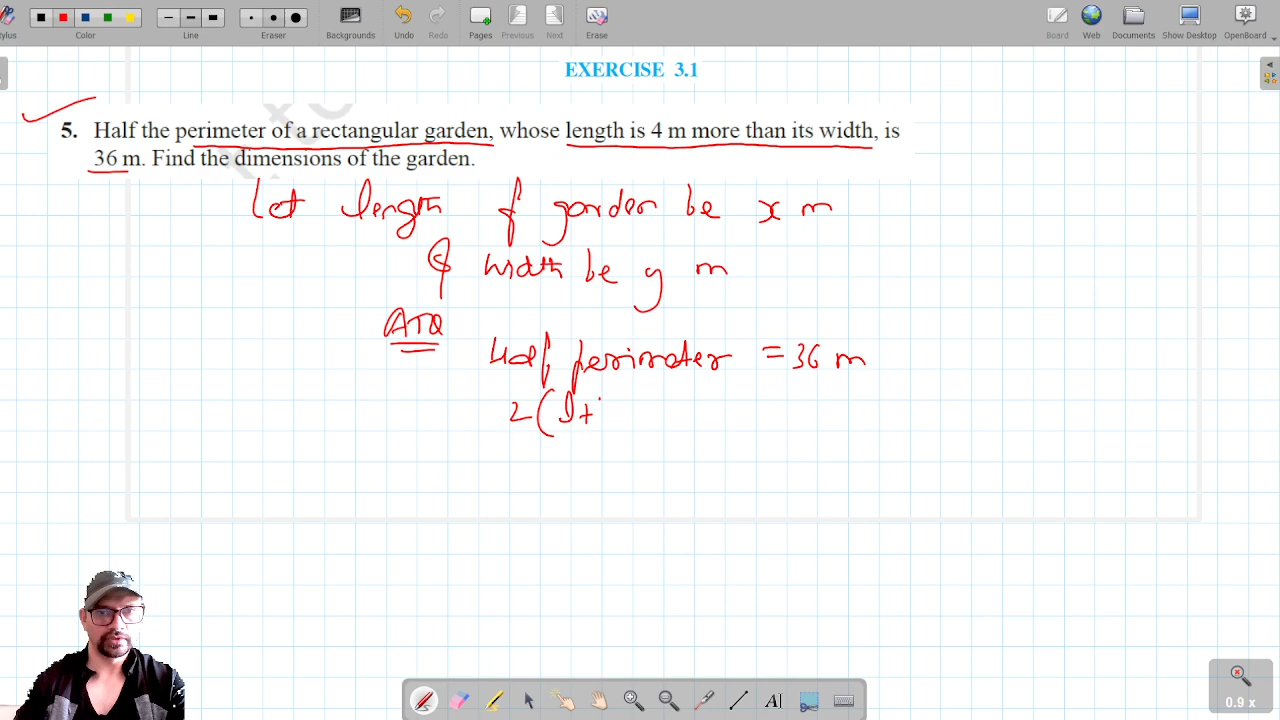 Stylus
Color
Line
Eraser
Backgrounds
Undo
Redo
Pages
Previous
Next
Erase
Board
Web
Documents
Show Desktop
OpenBoard
EXERCISE 3.1
5. Half the perimeter of a rectangular garden, whose length is 4 m more than its width, is
36 m. Find the dimensions of the garden.
Let length of garden be x m
& width be y m
ATQ
Half perimeter = 36 m
2(l+
0.9 x